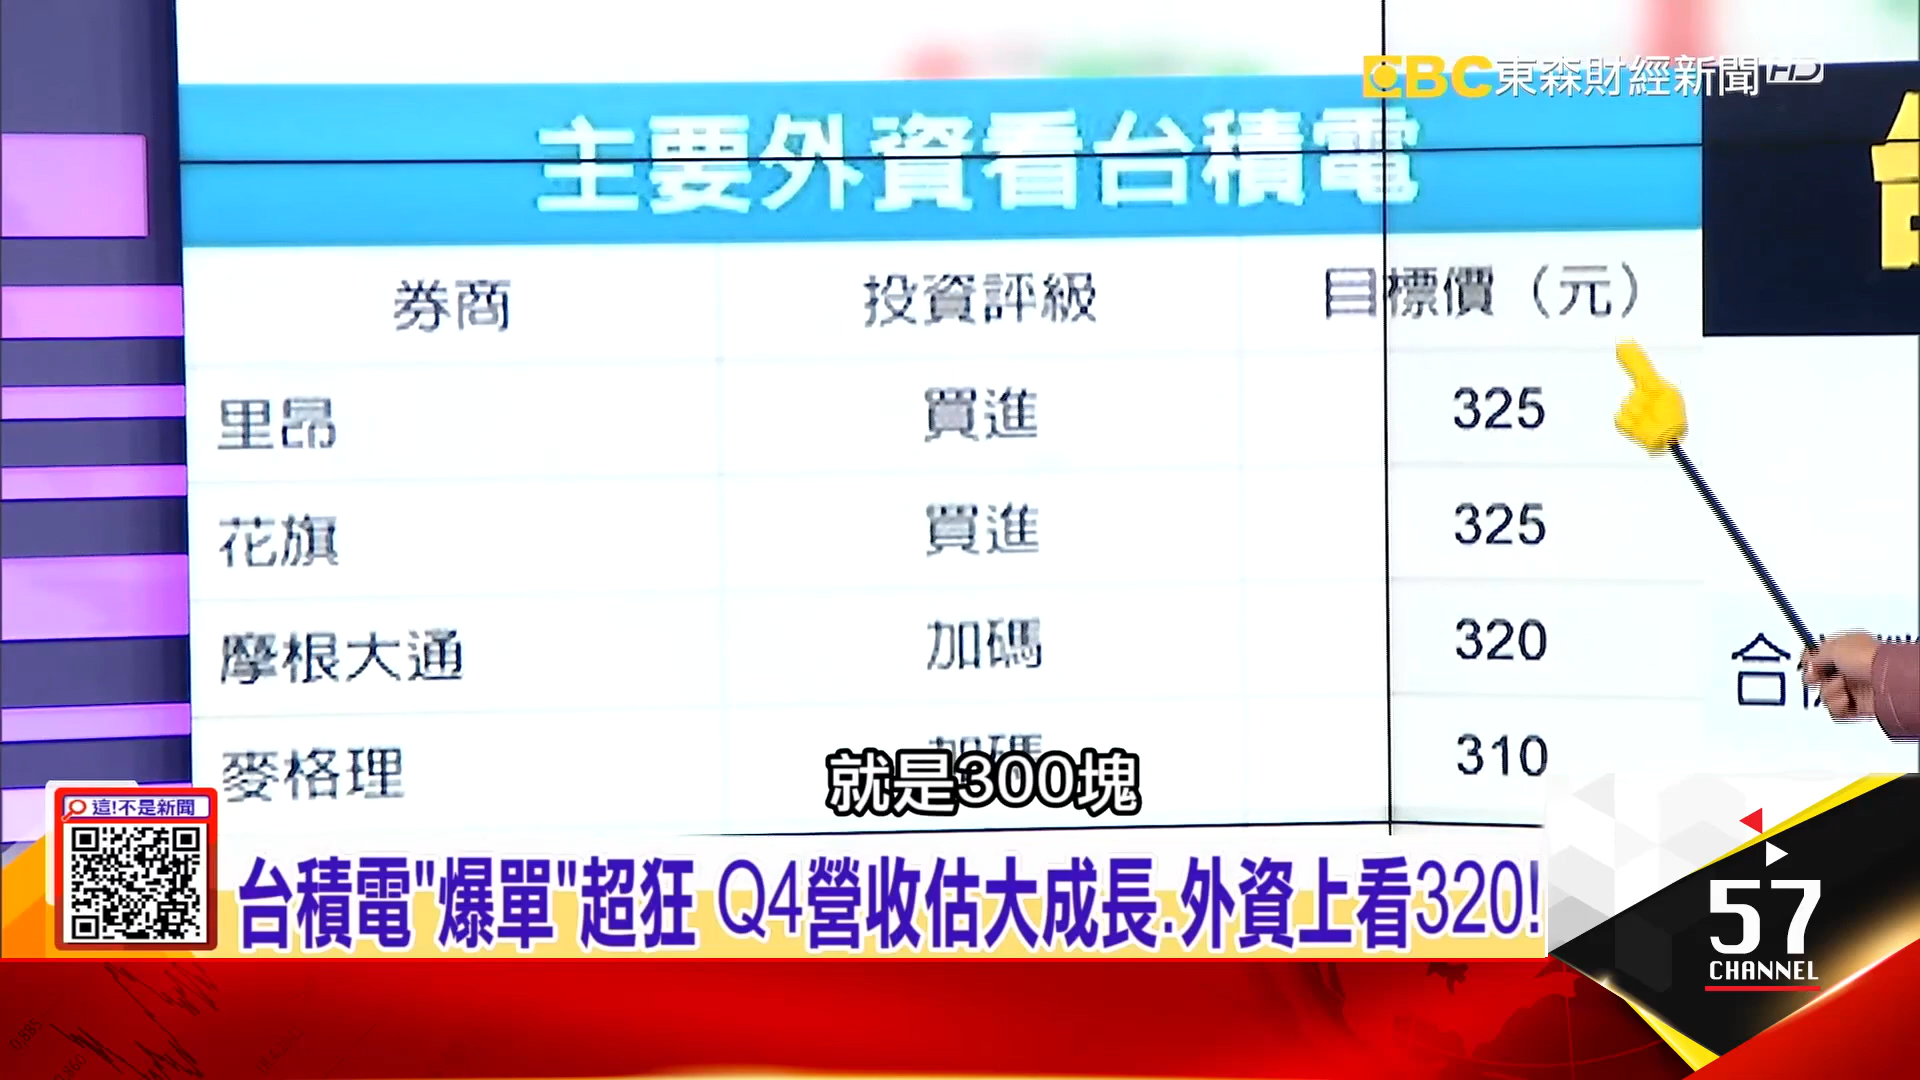 EBC東森財經新聞HD
主要外資看台積電
券商 投資評級 目標價（元）
里昂 買進 325
花旗 買進 325
摩根大通 加碼 320
麥格理 加碼 310
就是300塊
這!不是新聞
台積電"爆單"超狂 Q4營收估大成長.外資上看320!
57
CHANNEL